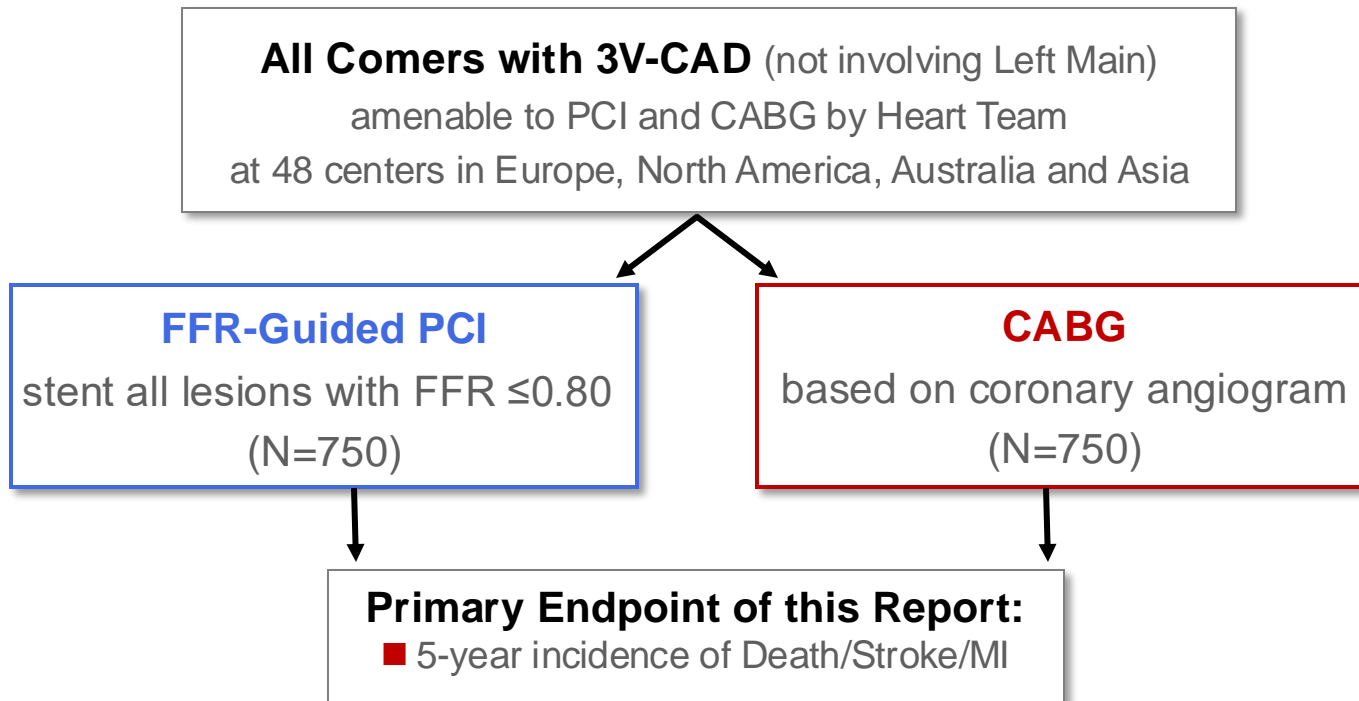 All Comers with 3V-CAD (not involving Left Main)
amenable to PCI and CABG by Heart Team
at 48 centers in Europe, North America, Australia and Asia
FFR-Guided PCI
stent all lesions with FFR ≤0.80
(N=750)
CABG
based on coronary angiogram
(N=750)
Primary Endpoint of this Report:
■ 5-year incidence of Death/Stroke/MI